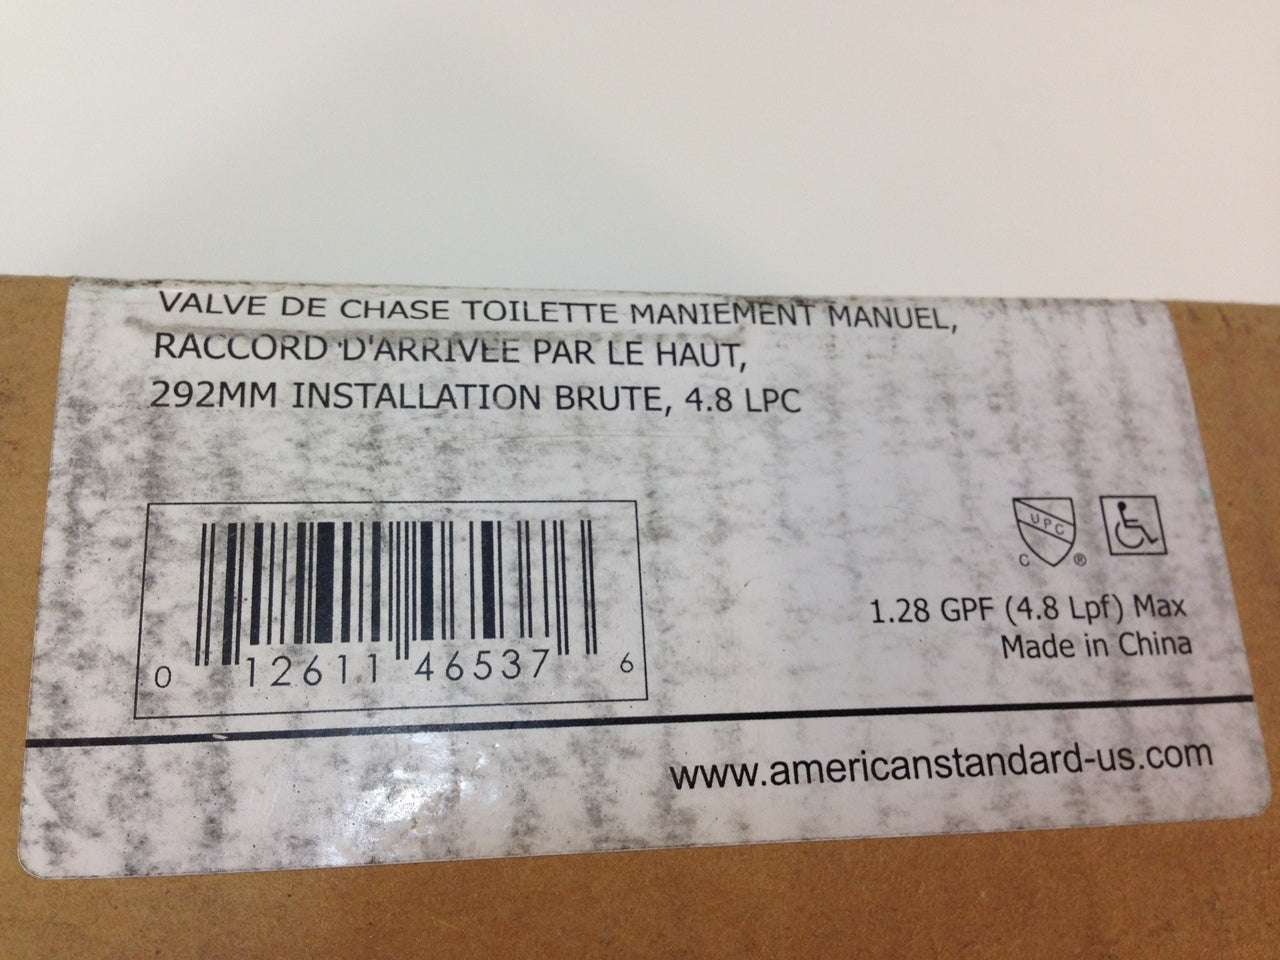 VALVE DE CHASE TOILETTE MANIEMENT MANUEL,
RACCORD D'ARRIVEE PAR LE HAUT,
292MM INSTALLATION BRUTE, 4.8 LPC
UPC
C ®
0 12611 46537 6
1.28 GPF (4.8 Lpf) Max
Made in China
www.americanstandard-us.com